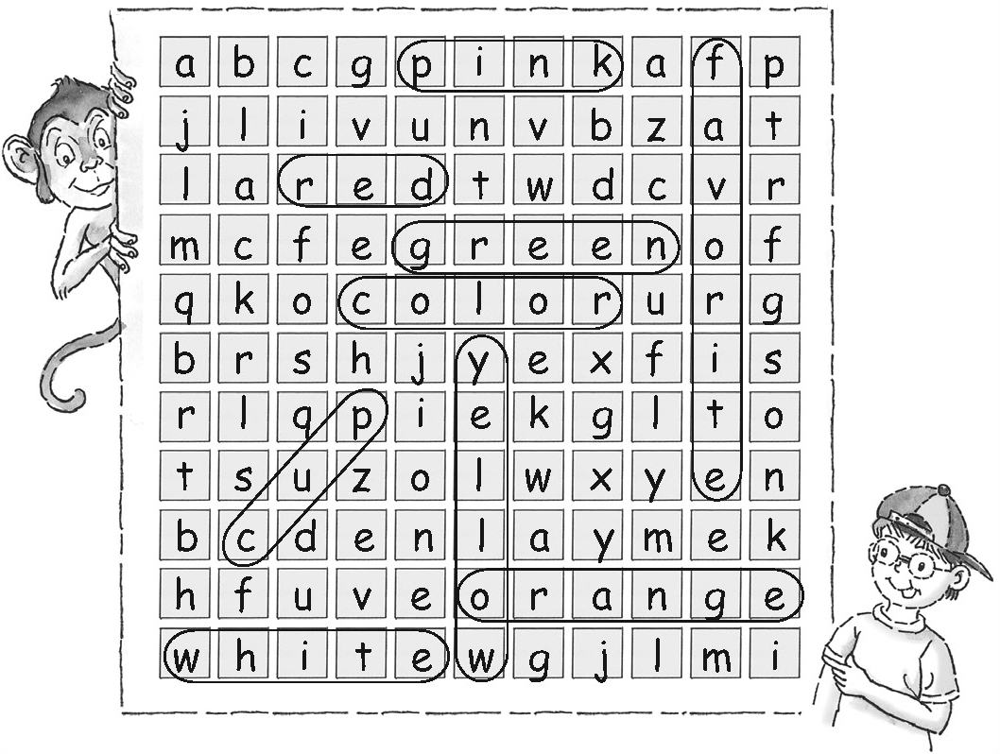 a b c g p i n k a f p
j l i v u n v b z a t
l a r e d t w d c v r
m c f e g r e e n o f
q k o c o l o r u r g
b r s h j y e x f i s
r l q p i e k g l t o
t s u z o l w x y e n
b c d e n l a y m e k
h f u v e o r a n g e
w h i t e w g j l m i